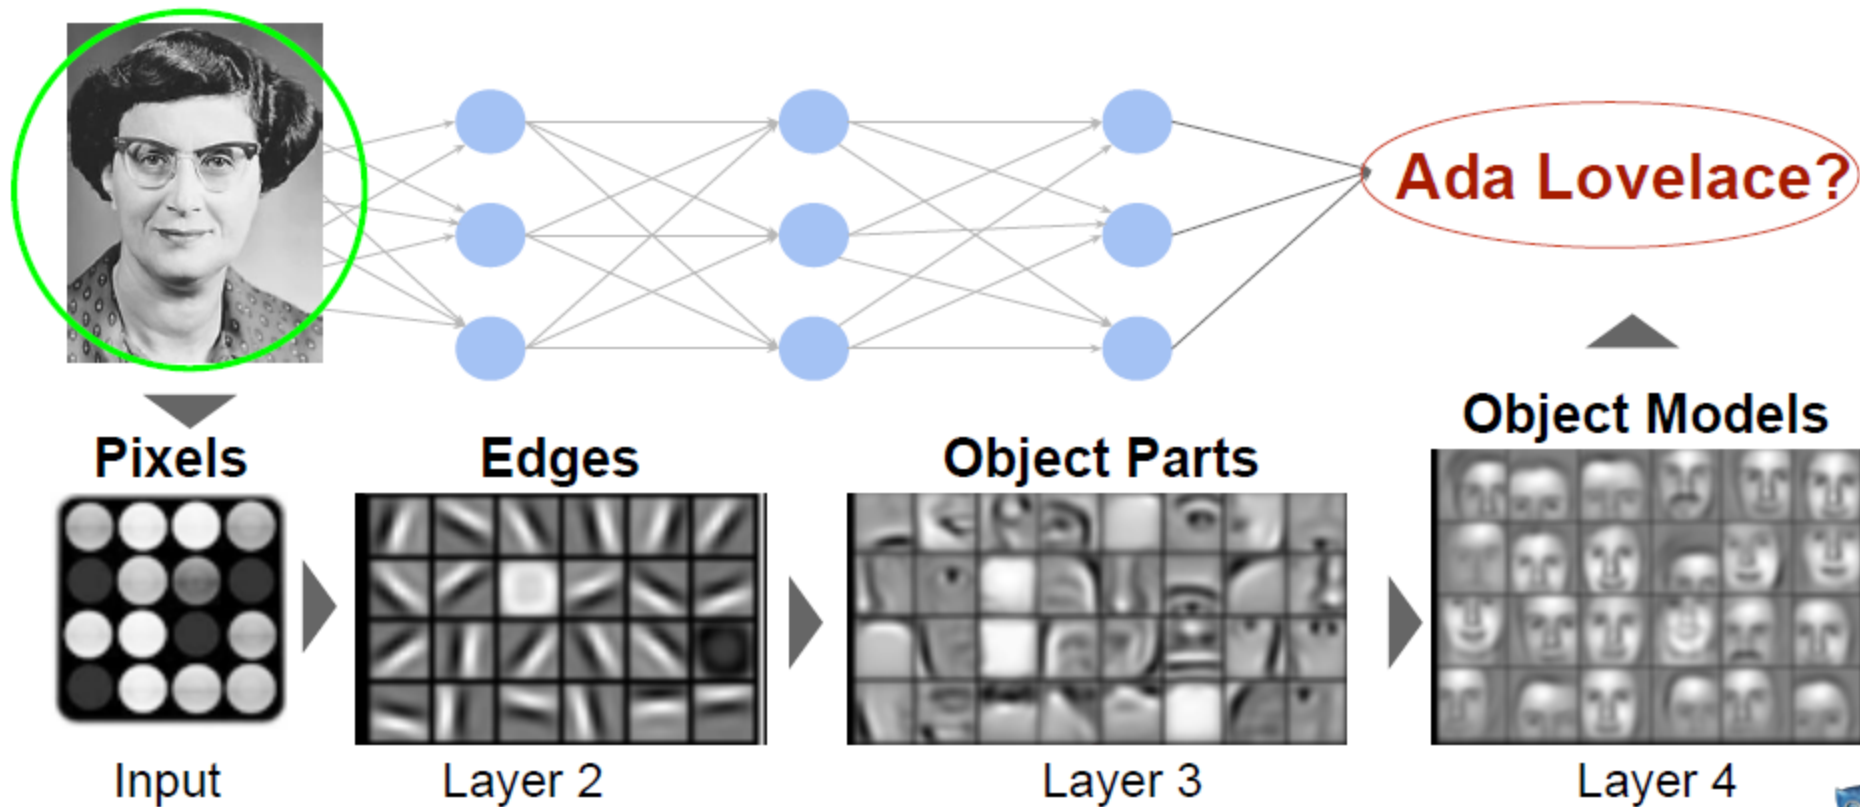 Ada Lovelace?
Pixels
Edges
Object Parts
Object Models
Input
Layer 2
Layer 3
Layer 4